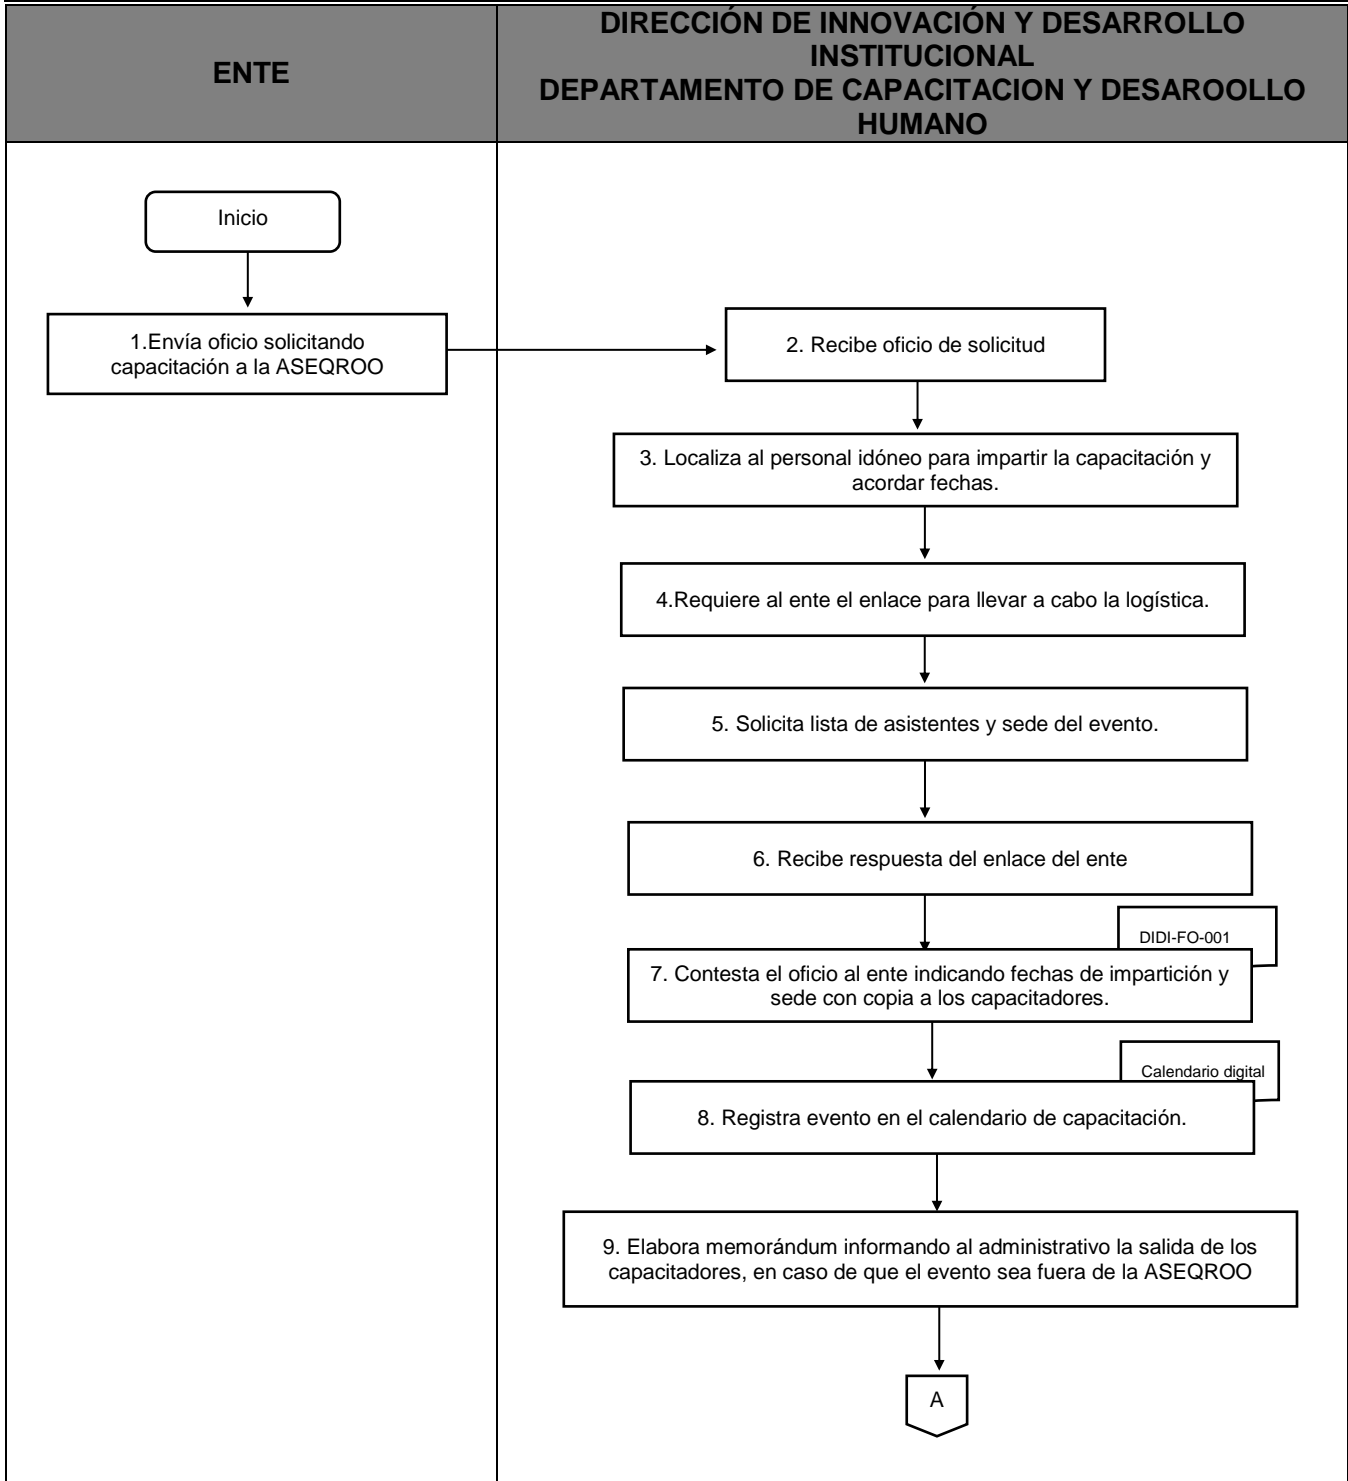 ENTE
DIRECCIÓN DE INNOVACIÓN Y DESARROLLO
INSTITUCIONAL
DEPARTAMENTO DE CAPACITACION Y DESAROOLLO
HUMANO
Inicio
1.Envía oficio solicitando
capacitación a la ASEQROO
2. Recibe oficio de solicitud
3. Localiza al personal idóneo para impartir la capacitación y
acordar fechas.
4.Requiere al ente el enlace para llevar a cabo la logística.
5. Solicita lista de asistentes y sede del evento.
6. Recibe respuesta del enlace del ente
DIDI-FO-001
7. Contesta el oficio al ente indicando fechas de impartición y
sede con copia a los capacitadores.
Calendario digital
8. Registra evento en el calendario de capacitación.
9. Elabora memorándum informando al administrativo la salida de los
capacitadores, en caso de que el evento sea fuera de la ASEQROO
A